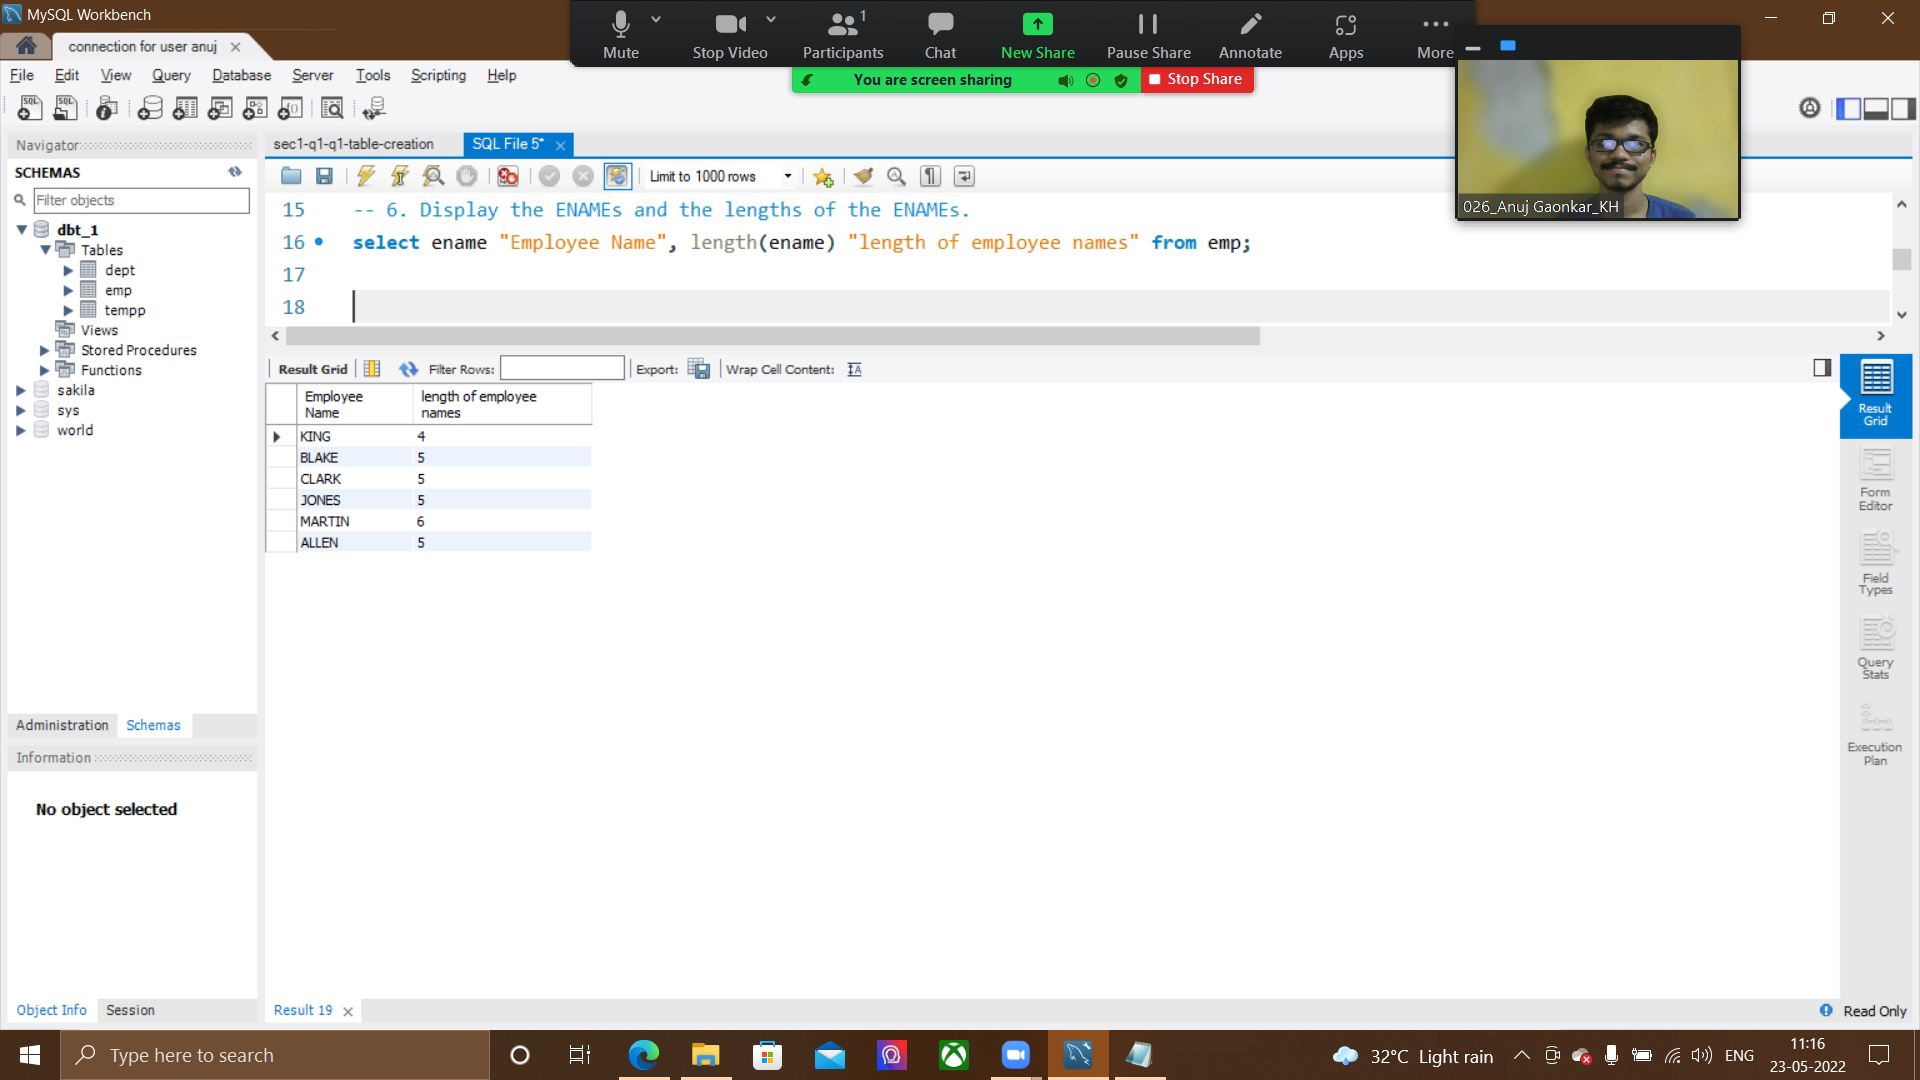 MySQL Workbench
Mute
Stop Video
1
Participants
Chat
New Share
Pause Share
Annotate
Apps
More
You are screen sharing
Stop Share
connection for user anuj
File Edit View Query Database Server Tools Scripting Help
026_Anuj Gaonkar_KH
Navigator
SCHEMAS
Filter objects
dbt_1
Tables
dept
emp
tempp
Views
Stored Procedures
Functions
sakila
sys
world
Administration Schemas
Information
No object selected
Object Info Session
sec1-q1-q1-table-creation
SQL File 5*
Limit to 1000 rows
15 -- 6. Display the ENAMEs and the lengths of the ENAMEs.
16 select ename "Employee Name", length(ename) "length of employee names" from emp;
17
18
Result Grid Filter Rows: Export: Wrap Cell Content:
Employee Name length of employee names
KING 4
BLAKE 5
CLARK 5
JONES 5
MARTIN 6
ALLEN 5
Result Grid
Form Editor
Field Types
Query Stats
Execution Plan
Result 19
Read Only
Type here to search
32°C Light rain
ENG
11:16
23-05-2022